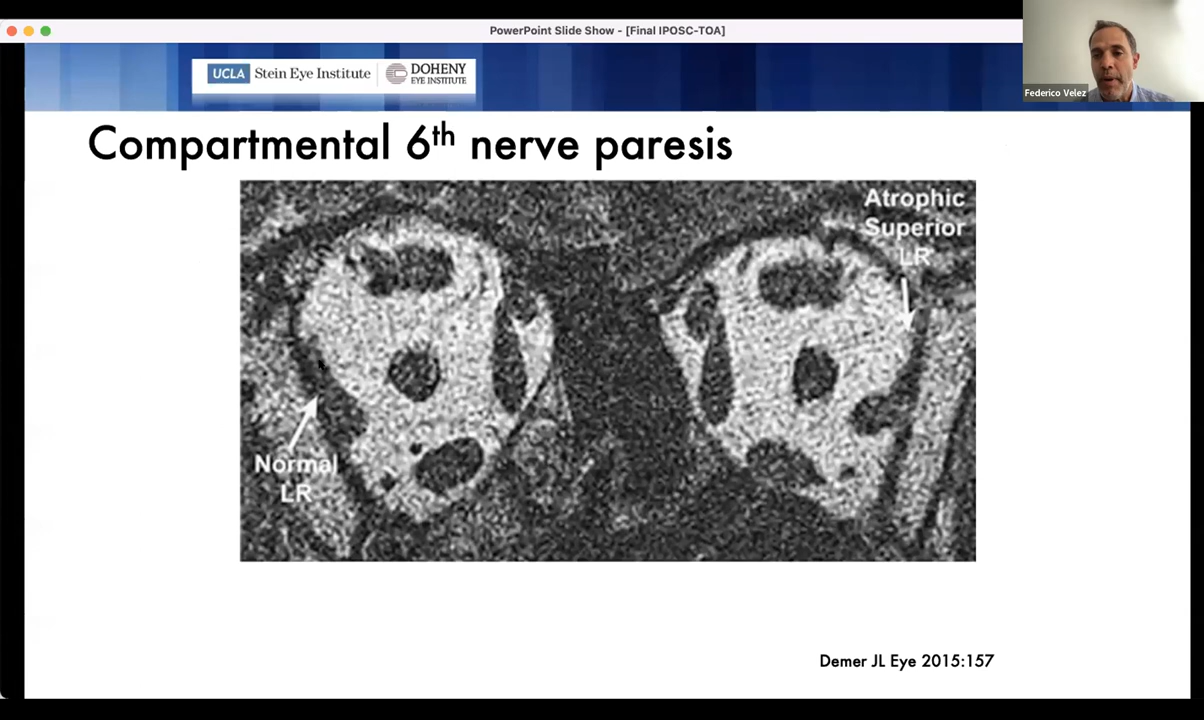 PowerPoint Slide Show - [Final IPOSC-TOA]
UCLA Stein Eye Institute
DOHENY
EYE INSTITUTE
Federico Velez
Compartmental 6th nerve paresis
Atrophic
Superior
LR
Normal
LR
Demer JL Eye 2015:157